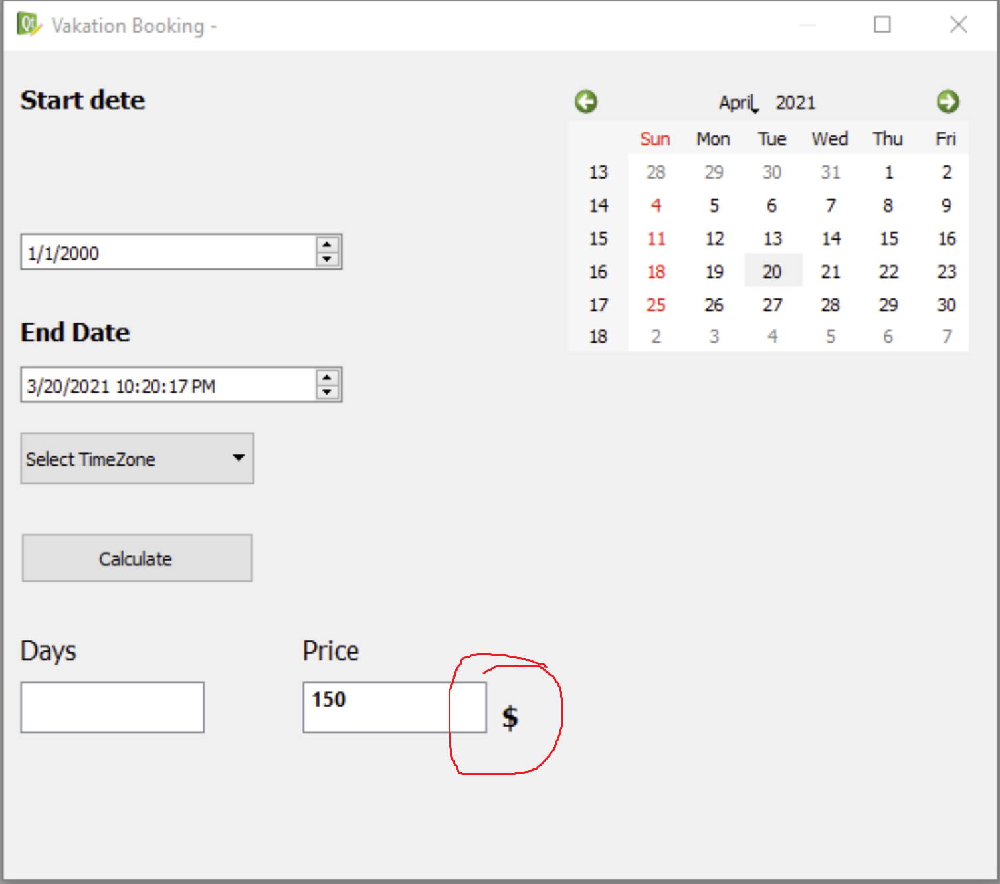 Vakation Booking -
Start dete
1/1/2000
End Date
3/20/2021 10:20:17 PM
Select TimeZone
Calculate
Days
Price
150
$
April 2021
Sun Mon Tue Wed Thu Fri
13 28 29 30 31 1 2
14 4 5 6 7 8 9
15 11 12 13 14 15 16
16 18 19 20 21 22 23
17 25 26 27 28 29 30
18 2 3 4 5 6 7